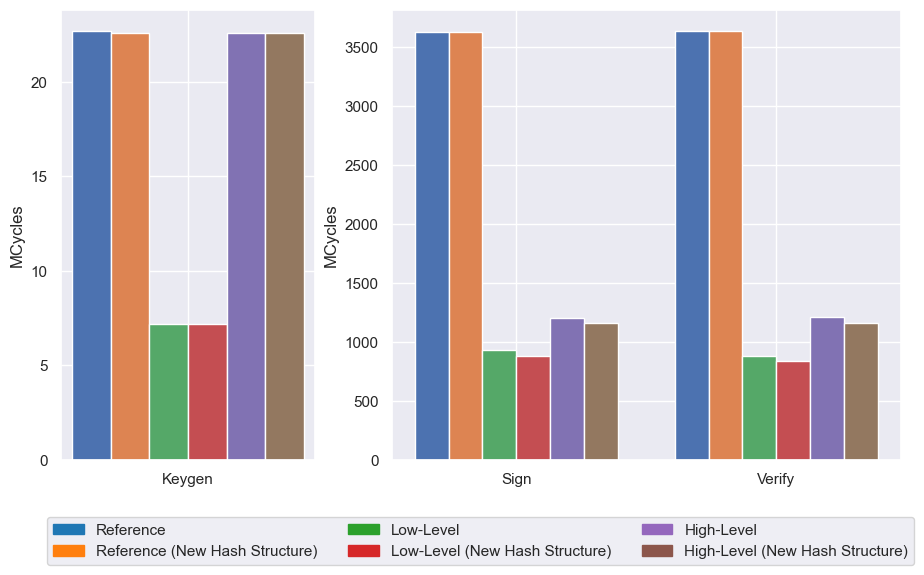 MCycles
20
15
10
5
0
Keygen
MCycles
3500
3000
2500
2000
1500
1000
500
0
Sign
Verify
Reference
Low-Level
High-Level
Reference (New Hash Structure)
Low-Level (New Hash Structure)
High-Level (New Hash Structure)